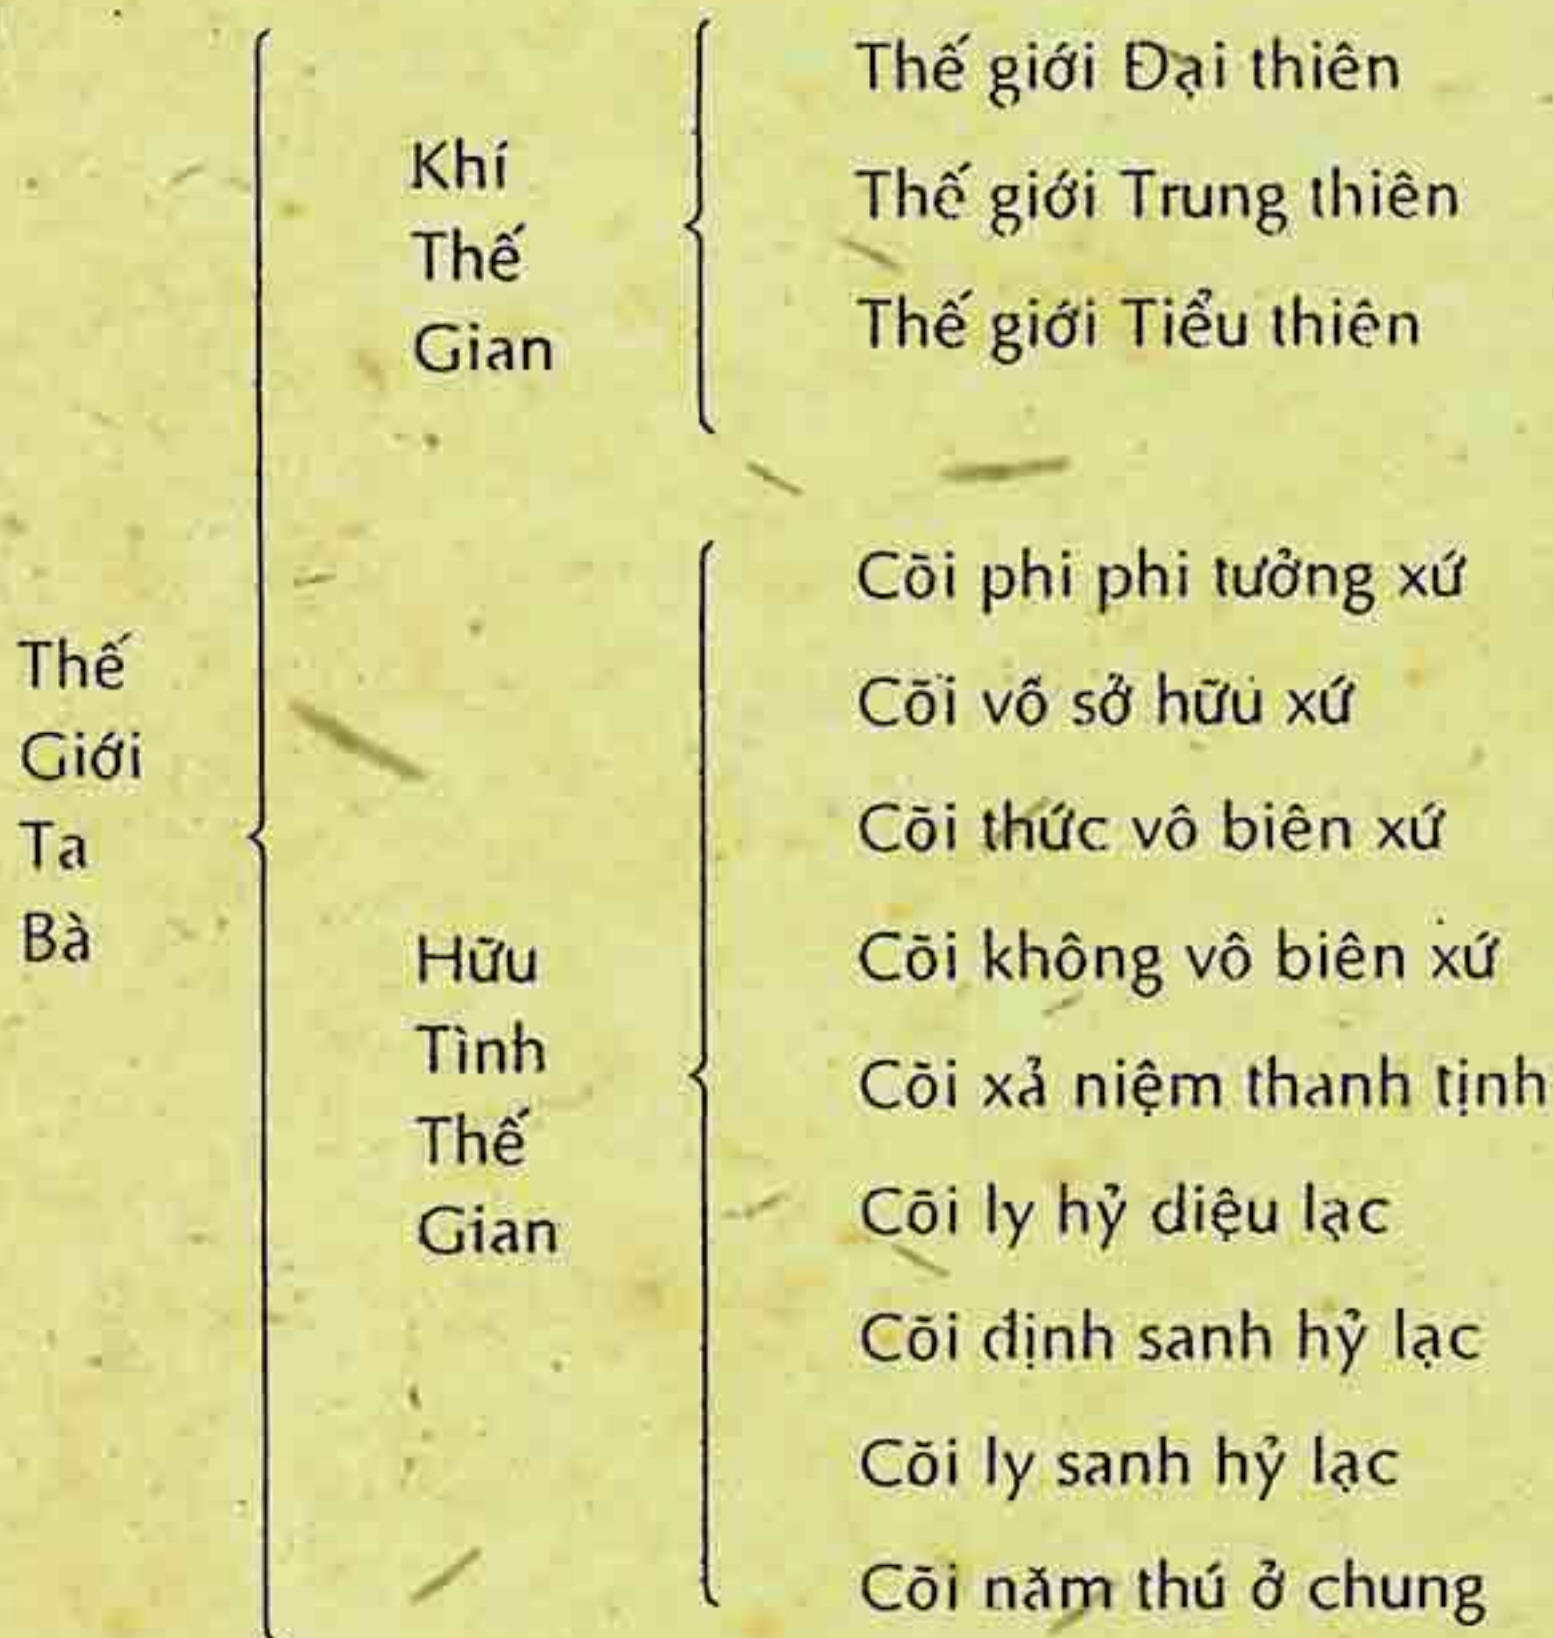 Thế
Giới
Ta
Bà
Khí
Thế
Gian
Thế giới Đại thiên
Thế giới Trung thiên
Thế giới Tiểu thiên
Hữu
Tình
Thế
Gian
Cõi phi phi tưởng xứ
Cõi vô sở hữu xứ
Cõi thức vô biên xứ
Cõi không vô biên xứ
Cõi xả niệm thanh tịnh
Cõi ly hỷ diệu lạc
Cõi định sanh hỷ lạc
Cõi ly sanh hỷ lạc
Cõi năm thú ở chung